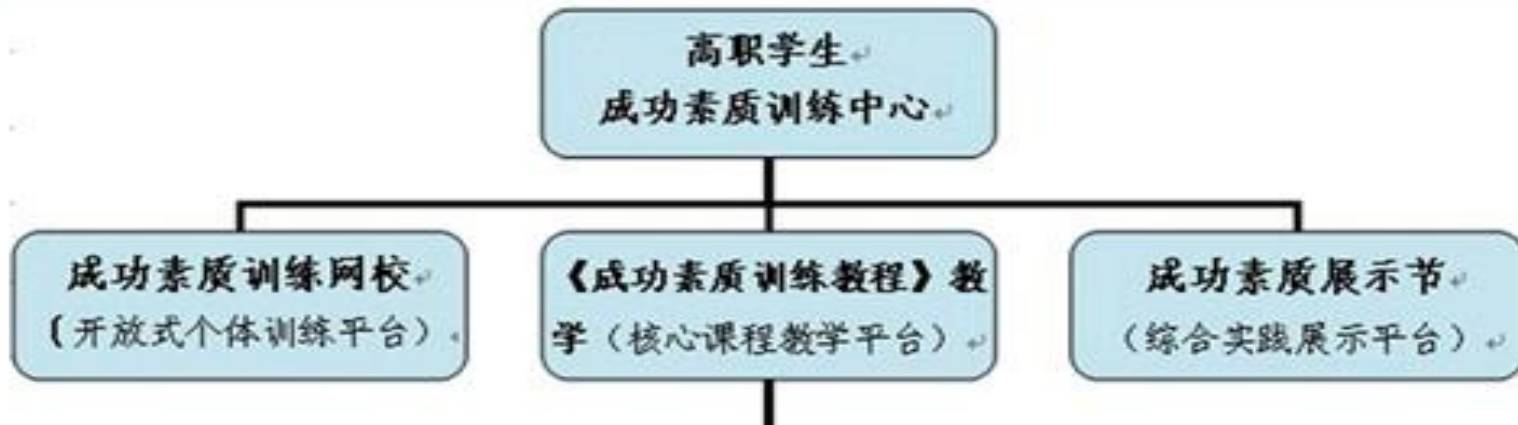 高职学生
成功素质训练中心
成功素质训练网校
（开放式个体训练平台）
《成功素质训练教程》教
学（核心课程教学平台）
成功素质展示节
（综合实践展示平台）